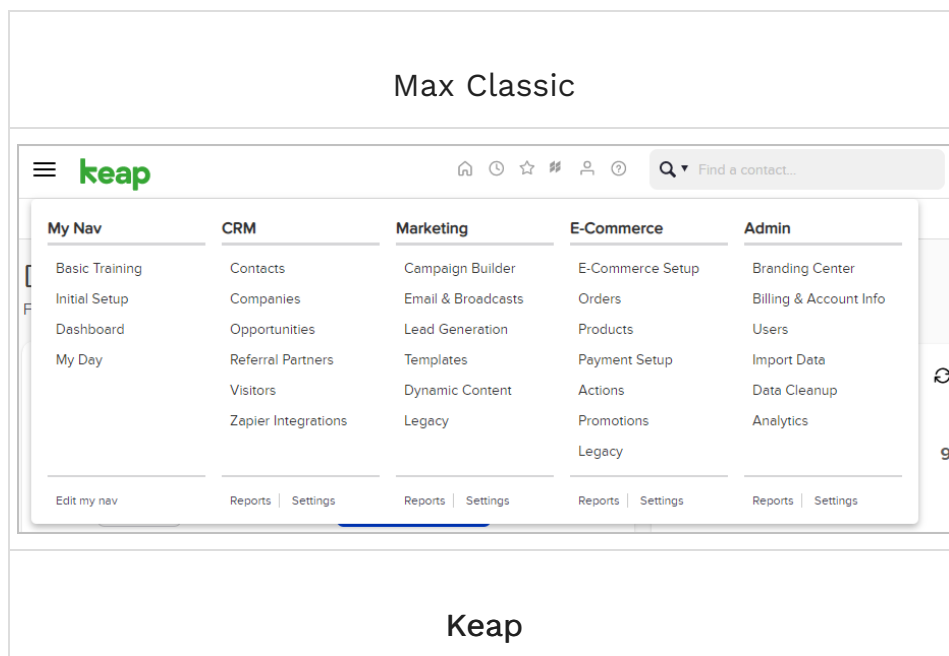 Max Classic
keap
Find a contact...
My Nav CRM Marketing E-Commerce Admin
Basic Training Contacts Campaign Builder E-Commerce Setup Branding Center
Initial Setup Companies Email & Broadcasts Orders Billing & Account Info
Dashboard Opportunities Lead Generation Products Users
My Day Referral Partners Templates Payment Setup Import Data
Visitors Dynamic Content Actions Data Cleanup
Zapier Integrations Legacy Promotions Analytics
Legacy
Edit my nav Reports Settings Reports Settings Reports Settings Reports Settings
Keap